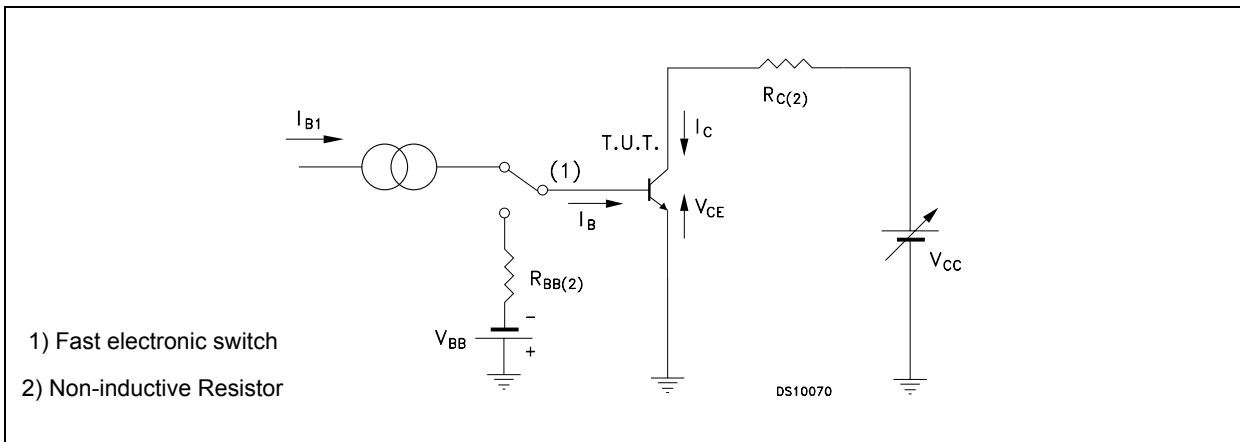 I_B1
(1)
I_B
T.U.T.
I_C
V_CE
R_C(2)
V_CC
R_BB(2)
V_BB
-
+
1) Fast electronic switch
2) Non-inductive Resistor
DS10070